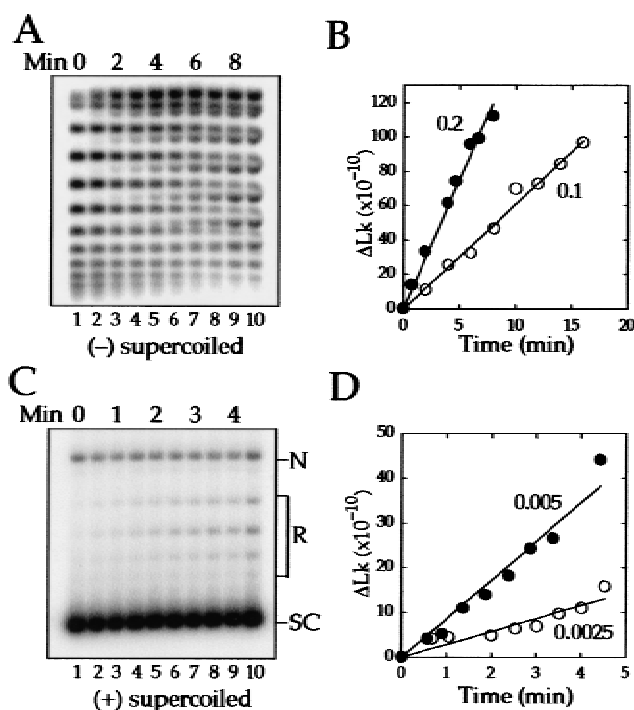 A
Min 0 2 4 6 8
1 2 3 4 5 6 7 8 9 10
(−) supercoiled
B
ΔLk (x10⁻¹⁰)
120
100
80
60
40
20
0
0.2
0.1
0 5 10 15 20
Time (min)
C
Min 0 1 2 3 4
N
R
SC
1 2 3 4 5 6 7 8 9 10
(+) supercoiled
D
ΔLk (x10⁻¹⁰)
50
40
30
20
10
0
0.005
0.0025
0 1 2 3 4 5
Time (min)